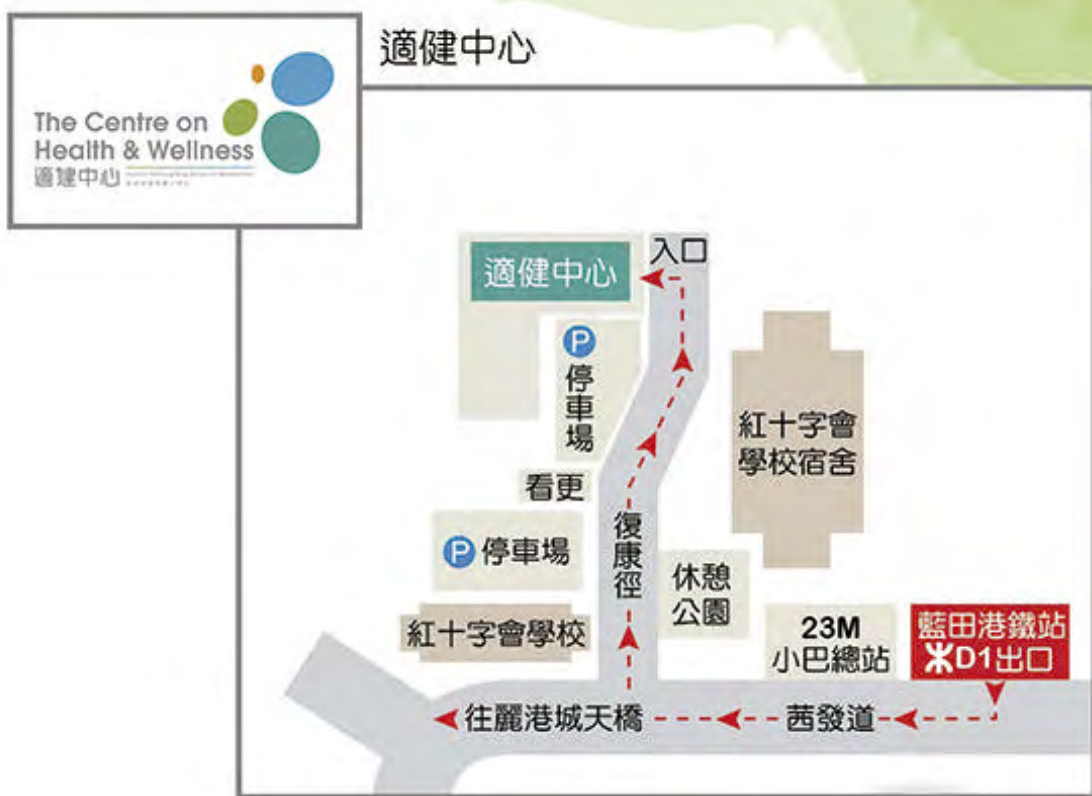 適健中心
The Centre on
Health & Wellness
適健中心
適健中心
入口
P
停車場
紅十字會
學校宿舍
看更
P 停車場
復康徑
休憩
公園
紅十字會學校
23M
小巴總站
藍田港鐵站
D1出口
往麗港城天橋
茜發道